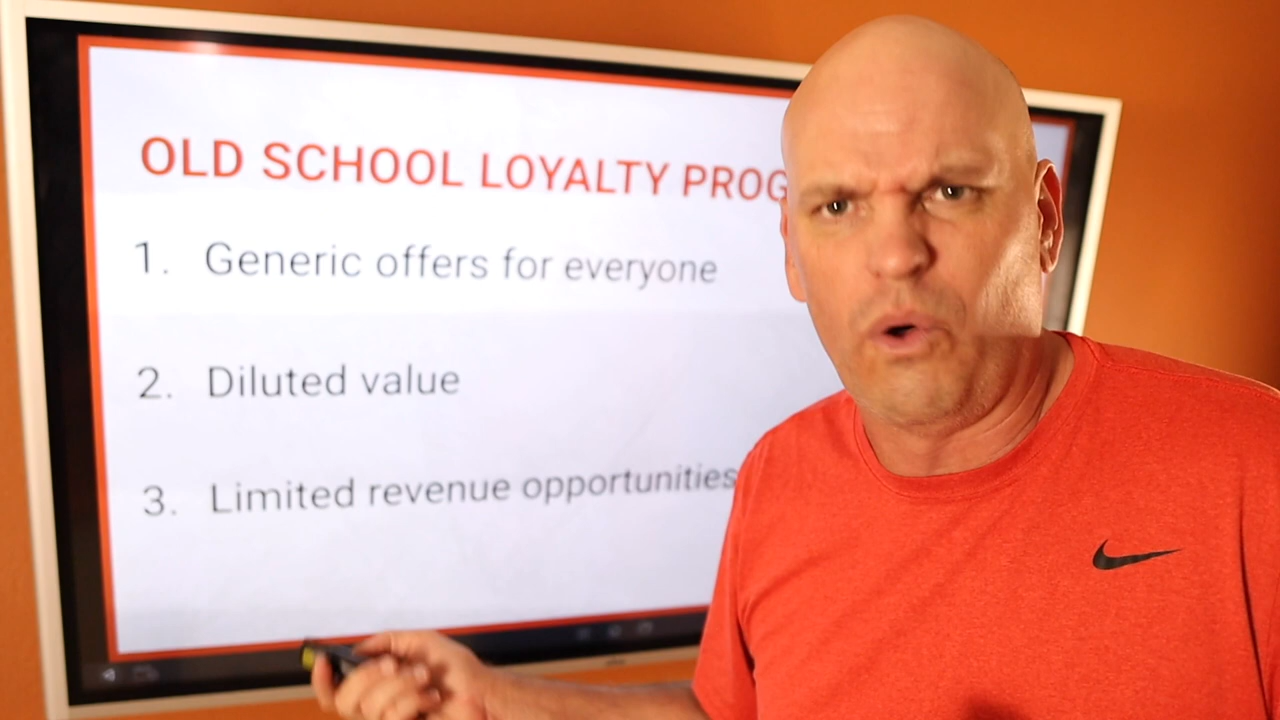 OLD SCHOOL LOYALTY PROG
1. Generic offers for everyone
2. Diluted value
3. Limited revenue opportunities